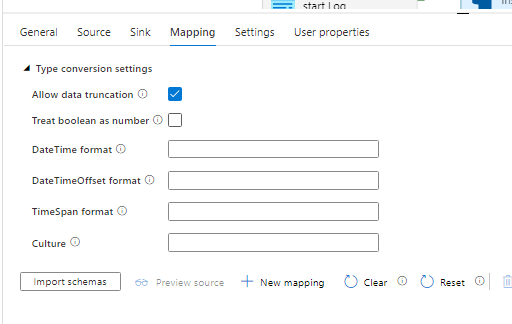 start Log
General Source Sink Mapping Settings User properties
Type conversion settings
Allow data truncation
Treat boolean as number
DateTime format
DateTimeOffset format
TimeSpan format
Culture
Import schemas Preview source New mapping Clear Reset